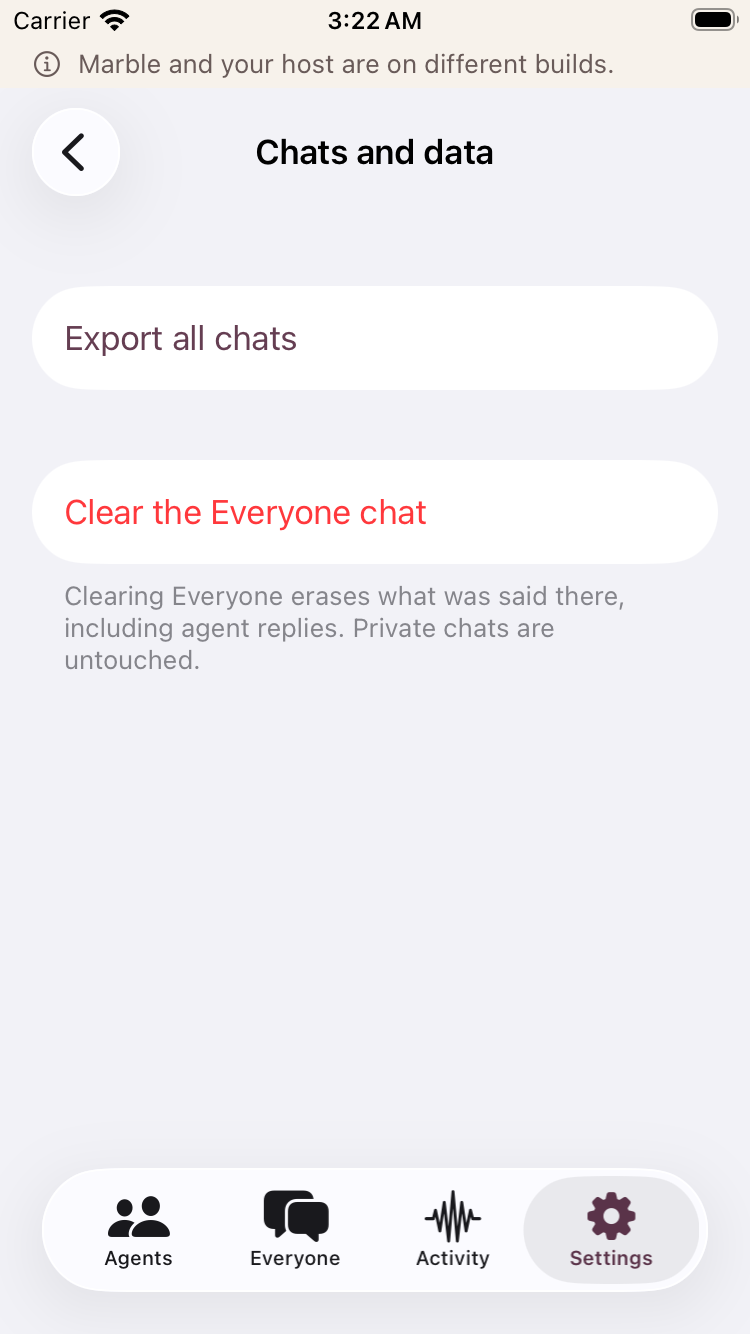 Carrier
3:22 AM
Marble and your host are on different builds.
Chats and data
Export all chats
Clear the Everyone chat
Clearing Everyone erases what was said there,
including agent replies. Private chats are
untouched.
Agents
Everyone
Activity
Settings